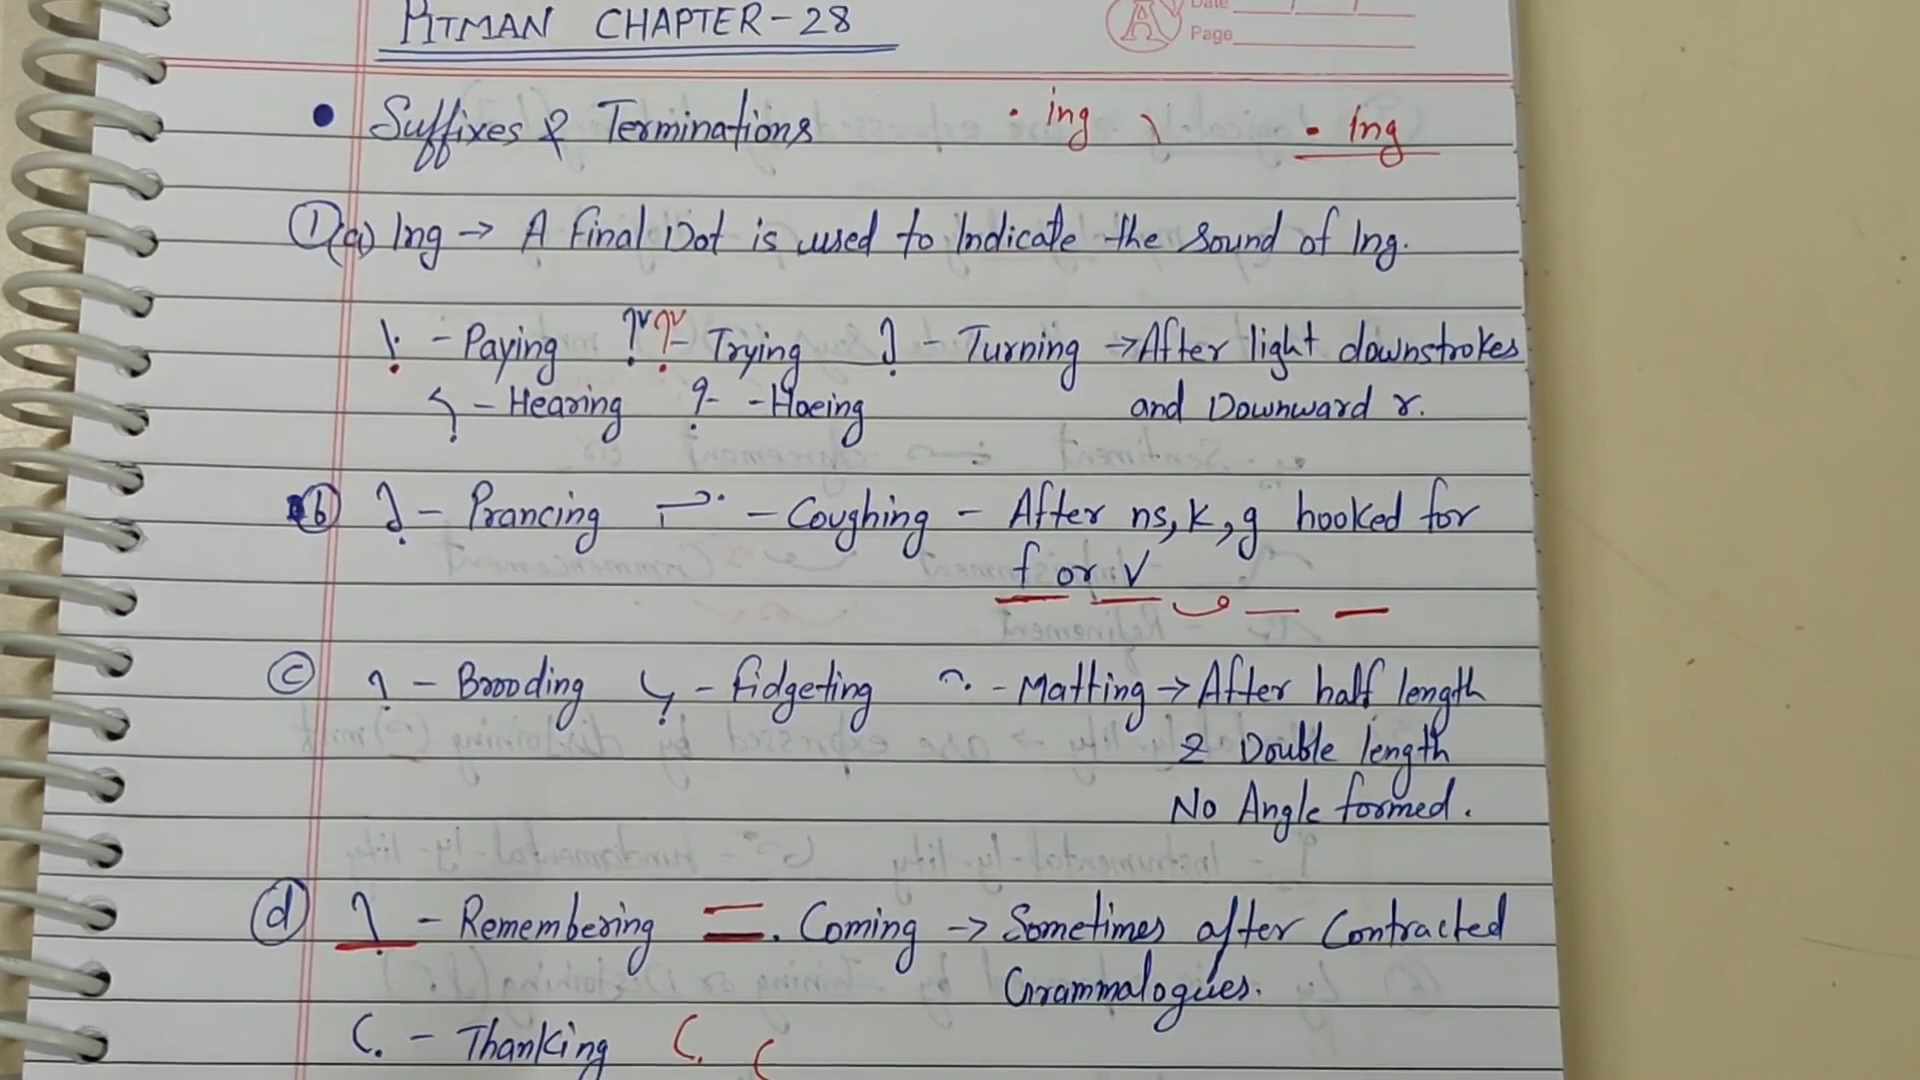 PITMAN CHAPTER-28
Date
Page
• Suffixes & Terminations • ing • Ing
① (a) Ing → A final Dot is used to Indicate the sound of Ing.
- Paying - Trying - Turning → After light downstrokes
- Hearing - Hoeing and Downward r.
ⓑ - Prancing - Coughing - After ns, k, g hooked for
f or V
ⓒ - Brooding - fidgeting - Matting → After half length
& Double length
No Angle formed.
ⓓ - Remembering Coming → Sometimes after Contracted
Grammalogues.
- Thanking